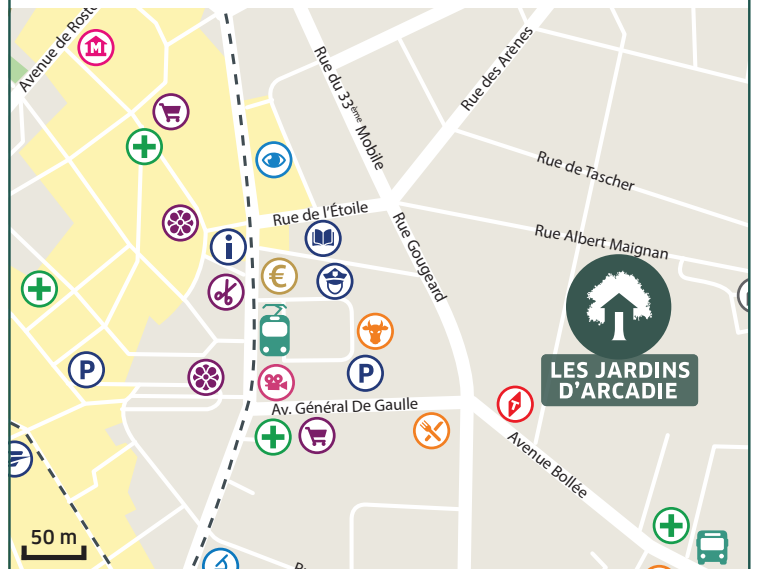 Avenue de Rosto
Rue du 33ème Mobile
Rue des Arènes
Rue de Tascher
Rue de l'Étoile
Rue Albert Maignan
Rue Gougeard
i
€
LES JARDINS
D'ARCADIE
P
P
Av. Général De Gaulle
Avenue Bollée
50 m